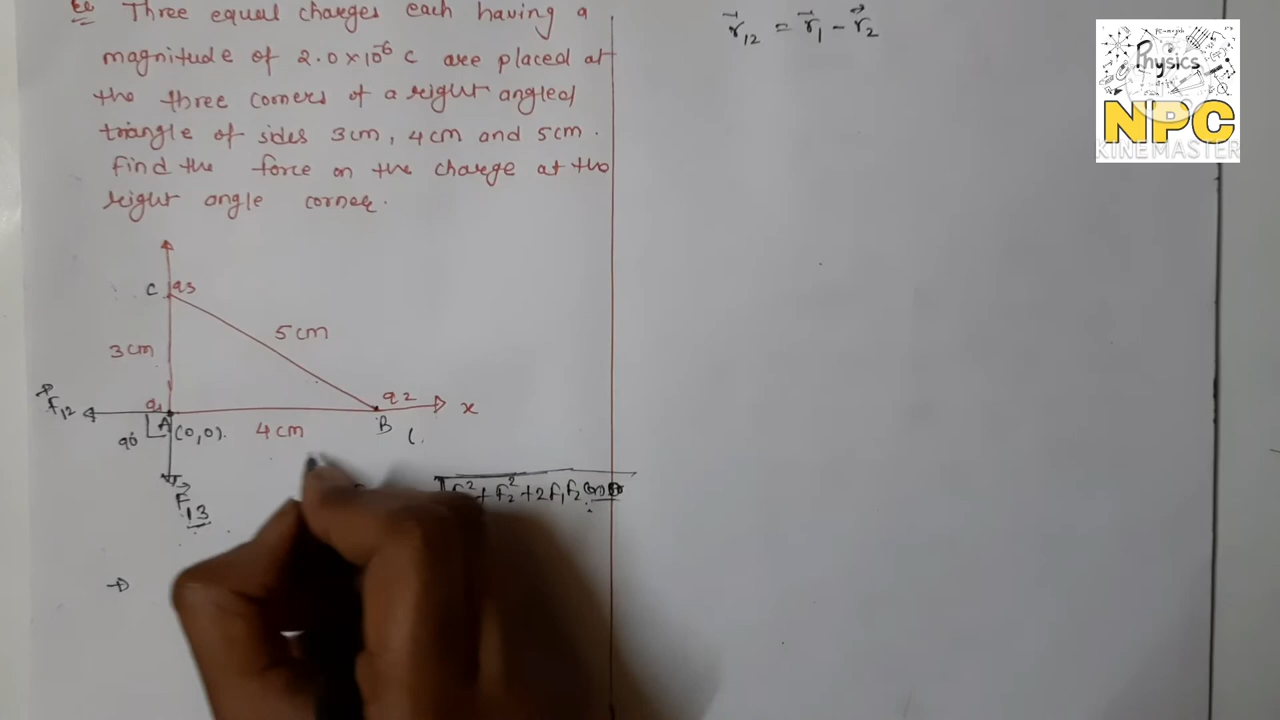 Three equal charges each having a
magnitude of 2.0×10⁻⁶ c are placed at
the three corners of a right angled
triangle of sides 3cm, 4cm and 5cm.
find the force on the charge at the
right angle corner.
r⃗12 = r⃗1 − r⃗2
Physics
NPC
KINEMASTER
C q3
5cm
3cm
F⃗12
q1
q2
x
A (0,0).
90°
4cm
B
(.
F⃗13
F2² + 2F1F2